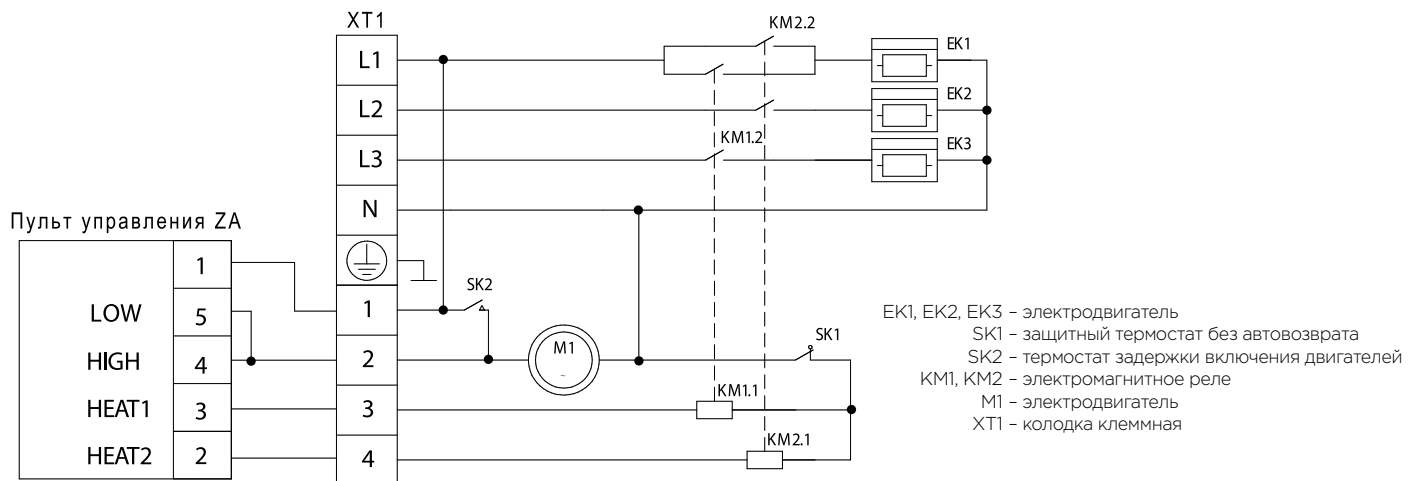 XT1
KM2.2
EK1
L1
EK2
L2
EK3
KM1.2
L3
N
Пульт управления ZA
1
SK2
LOW
5
1
EK1, EK2, EK3 – электродвигатель
SK1 – защитный термостат без автовозврата
SK2 – термостат задержки включения двигателей
KM1, KM2 – электромагнитное реле
M1 – электродвигатель
XT1 – колодка клеммная
HIGH
4
2
M1
~
SK1
KM1.1
HEAT1
3
3
KM2.1
HEAT2
2
4